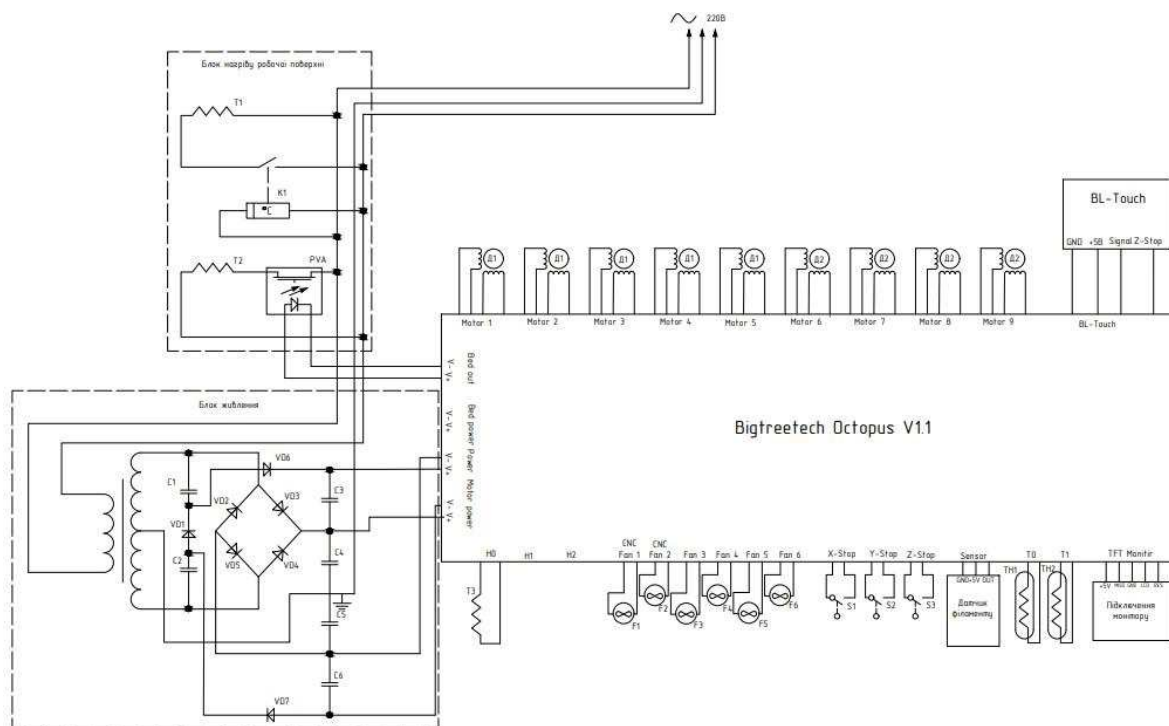 220В
Блок нагріву робочої поверхні
T1
K1
°C
T2
PVA
BL-Touch
GND +5В Signal Z-Stop
Д1 Д1 Д1 Д1 Д1 Д2 Д2 Д2 Д2
Motor 1 Motor 2 Motor 3 Motor 4 Motor 5 Motor 6 Motor 7 Motor 8 Motor 9
BL-Touch
V- V+ Bed out
V- V+ Bed power
V- V+ Power
V- V+ Motor power
Bigtreetech Octopus V1.1
Блок живлення
VD6
C1
VD2 VD3
C3
VD1
C2
VD5 VD4
C4
C5
C6
VD7
H0 H1 H2
T3
CNC CNC
Fan 1 Fan 2 Fan 3 Fan 4 Fan 5 Fan 6
F1 F2 F3 F4 F5 F6
X-Stop Y-Stop Z-Stop
S1 S2 S3
Sensor
GND+5V OUT
Датчик
філаменту
T0 T1
TH1 TH2
TFT Monitir
+5V
Підключення
монітору